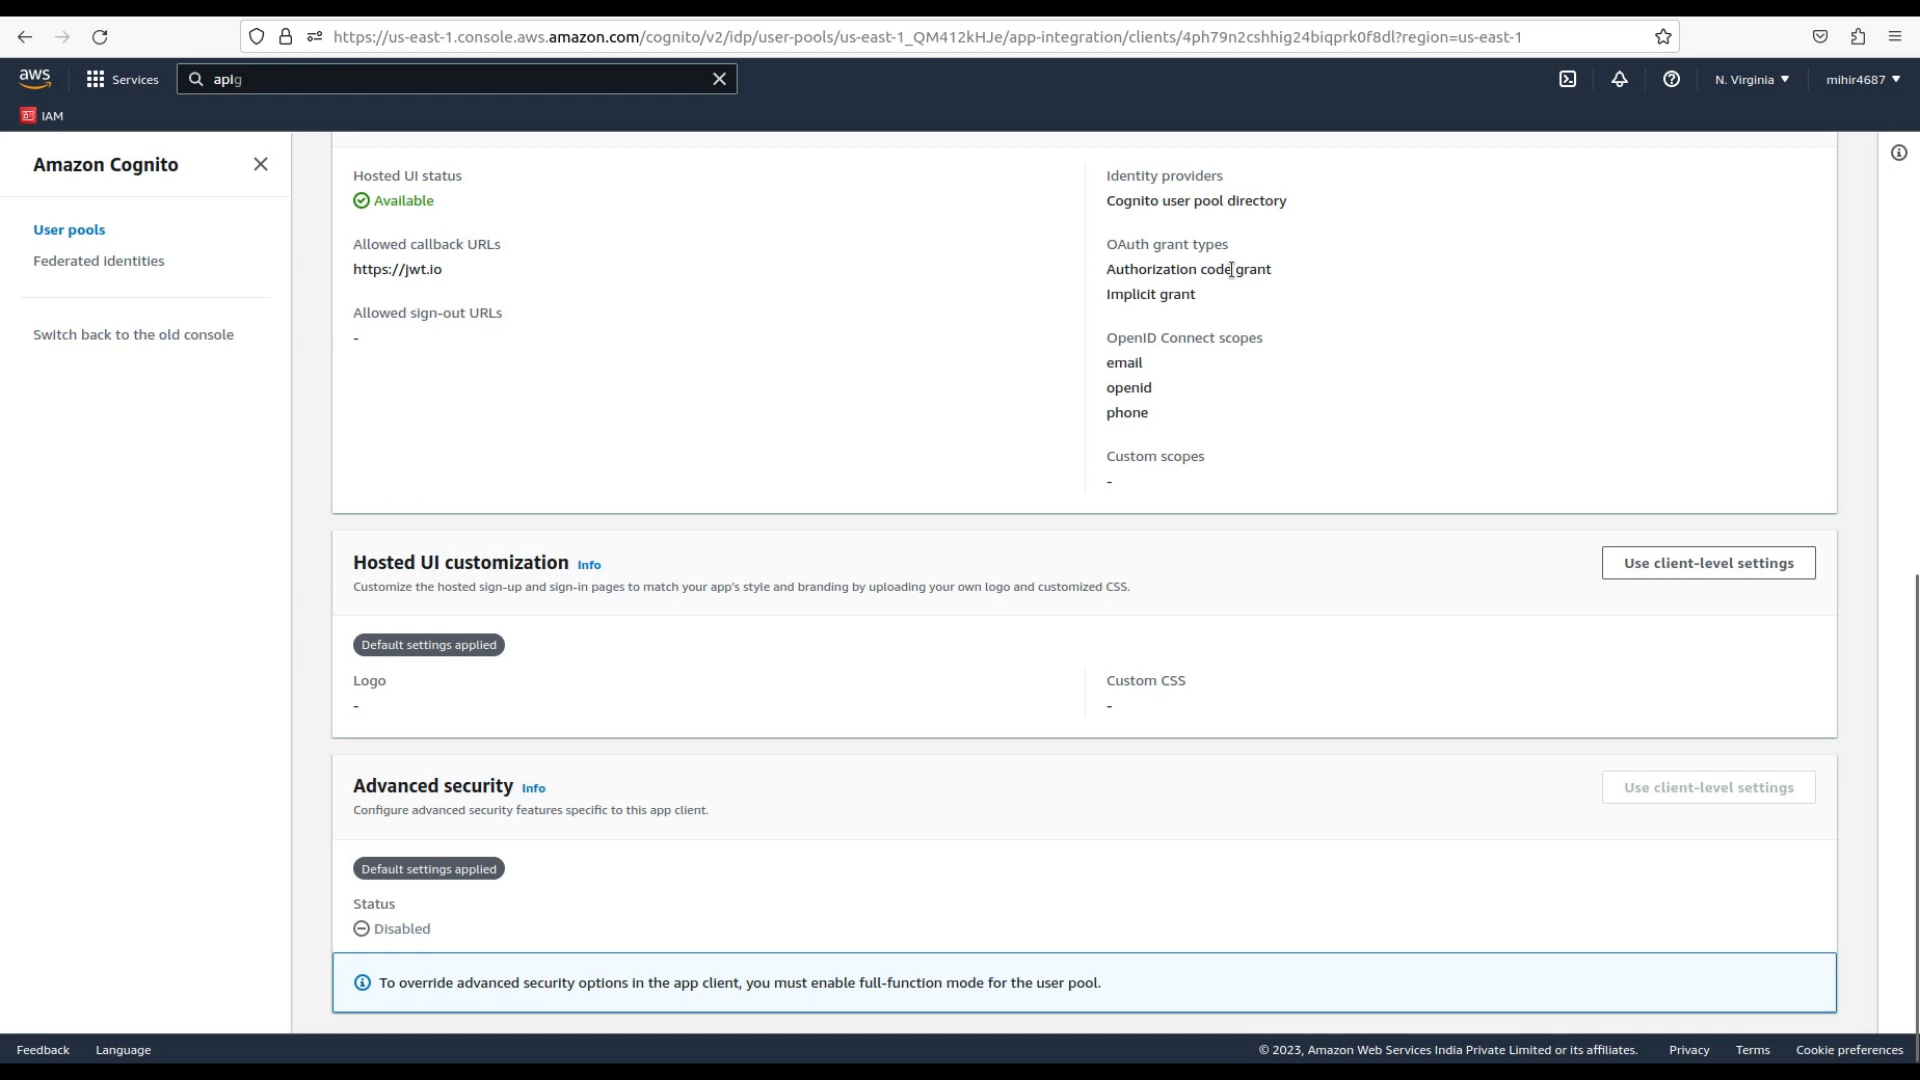 https://us-east-1.console.aws.amazon.com/cognito/v2/idp/user-pools/us-east-1_QM412kHJe/app-integration/clients/4ph79n2cshhig24biqprk0f8dl?region=us-east-1
aws
Services
apig
N. Virginia
mihir4687
IAM
Amazon Cognito
User pools
Federated identities
Switch back to the old console
Hosted UI status
Available
Allowed callback URLs
https://jwt.io
Allowed sign-out URLs
-
Identity providers
Cognito user pool directory
OAuth grant types
Authorization code grant
Implicit grant
OpenID Connect scopes
email
openid
phone
Custom scopes
-
Hosted UI customization Info
Use client-level settings
Customize the hosted sign-up and sign-in pages to match your app's style and branding by uploading your own logo and customized CSS.
Default settings applied
Logo
-
Custom CSS
-
Advanced security Info
Use client-level settings
Configure advanced security features specific to this app client.
Default settings applied
Status
Disabled
To override advanced security options in the app client, you must enable full-function mode for the user pool.
Feedback
Language
© 2023, Amazon Web Services India Private Limited or its affiliates.
Privacy
Terms
Cookie preferences